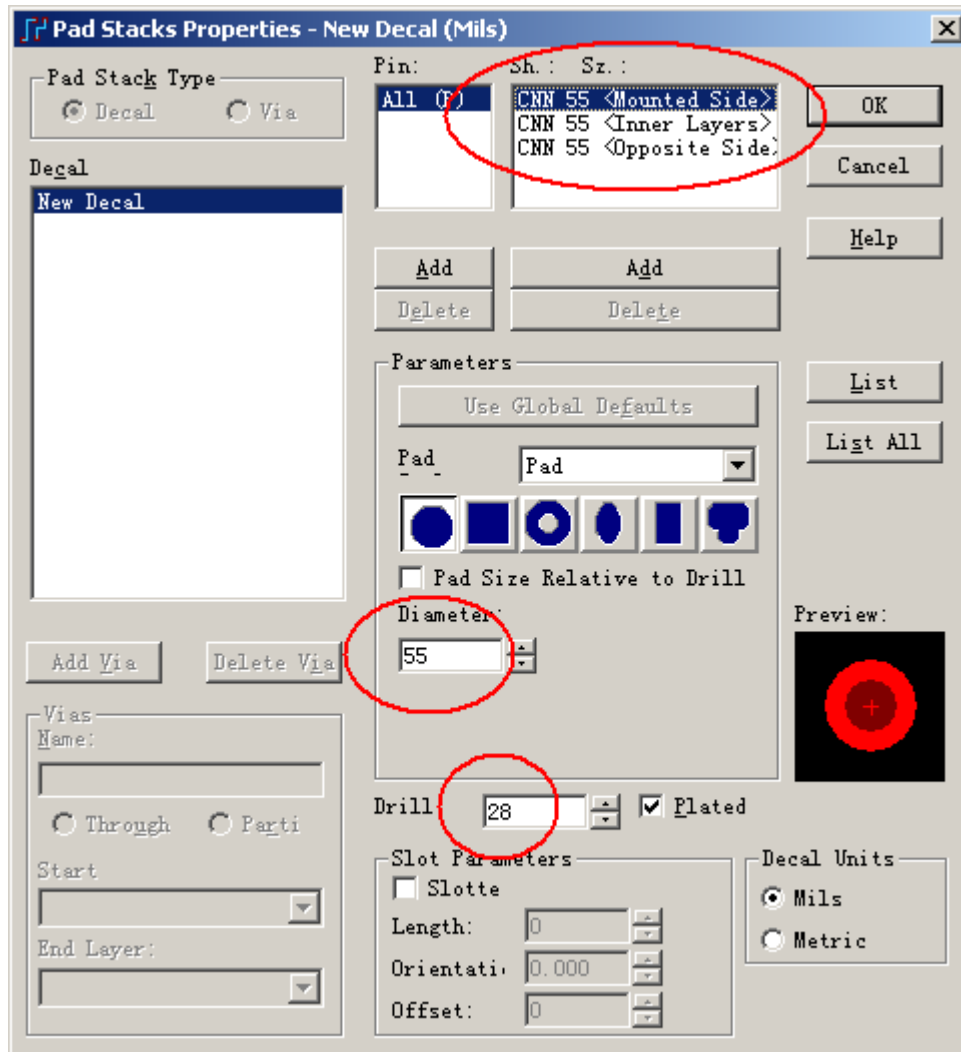 Pad Stacks Properties - New Decal (Mils)
Pad Stack Type
Decal
Via
Pin:
Sh.: Sz.:
All (P)
CNN 55 <Mounted Side>
CNN 55 <Inner Layers>
CNN 55 <Opposite Side>
OK
Cancel
Help
Decal
New Decal
Add
Add
Delete
Delete
Parameters
Use Global Defaults
List
List All
Pad
Pad
Pad Size Relative to Drill
Diameter:
55
Preview:
Add Via
Delete Via
Vias
Name:
Through
Parti
Start
End Layer:
Drill
28
Plated
Slot Parameters
Slotte
Length:
0
Orientati
0.000
Offset:
0
Decal Units
Mils
Metric